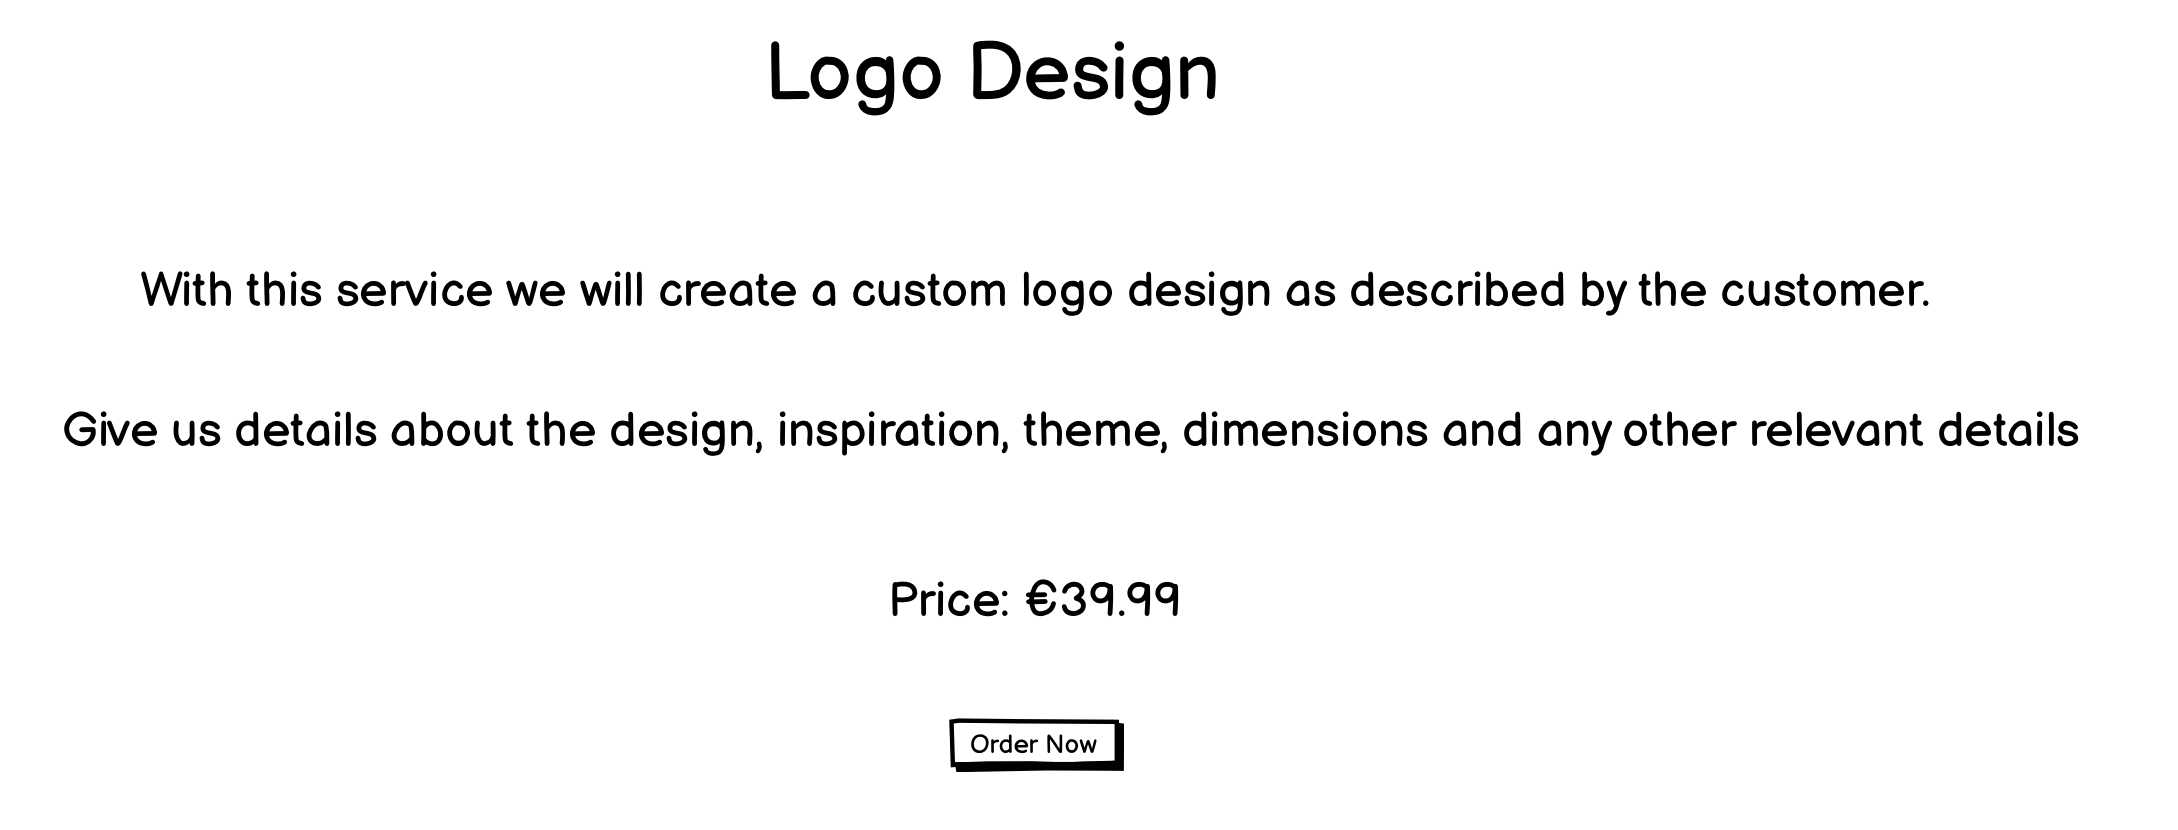 Logo Design
With this service we will create a custom logo design as described by the customer.
Give us details about the design, inspiration, theme, dimensions and any other relevant details
Price: €39.99
Order Now